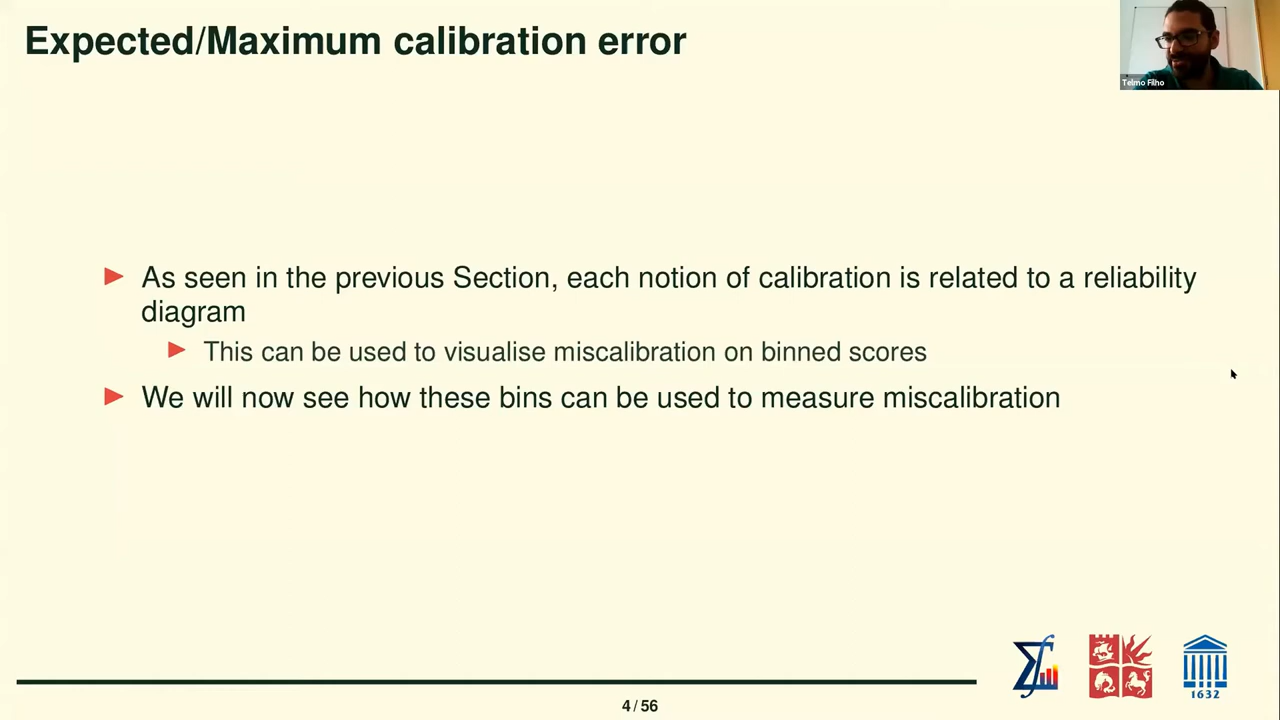 Expected/Maximum calibration error
Telmo Filho
As seen in the previous Section, each notion of calibration is related to a reliability
diagram
This can be used to visualise miscalibration on binned scores
We will now see how these bins can be used to measure miscalibration
1632
4 / 56